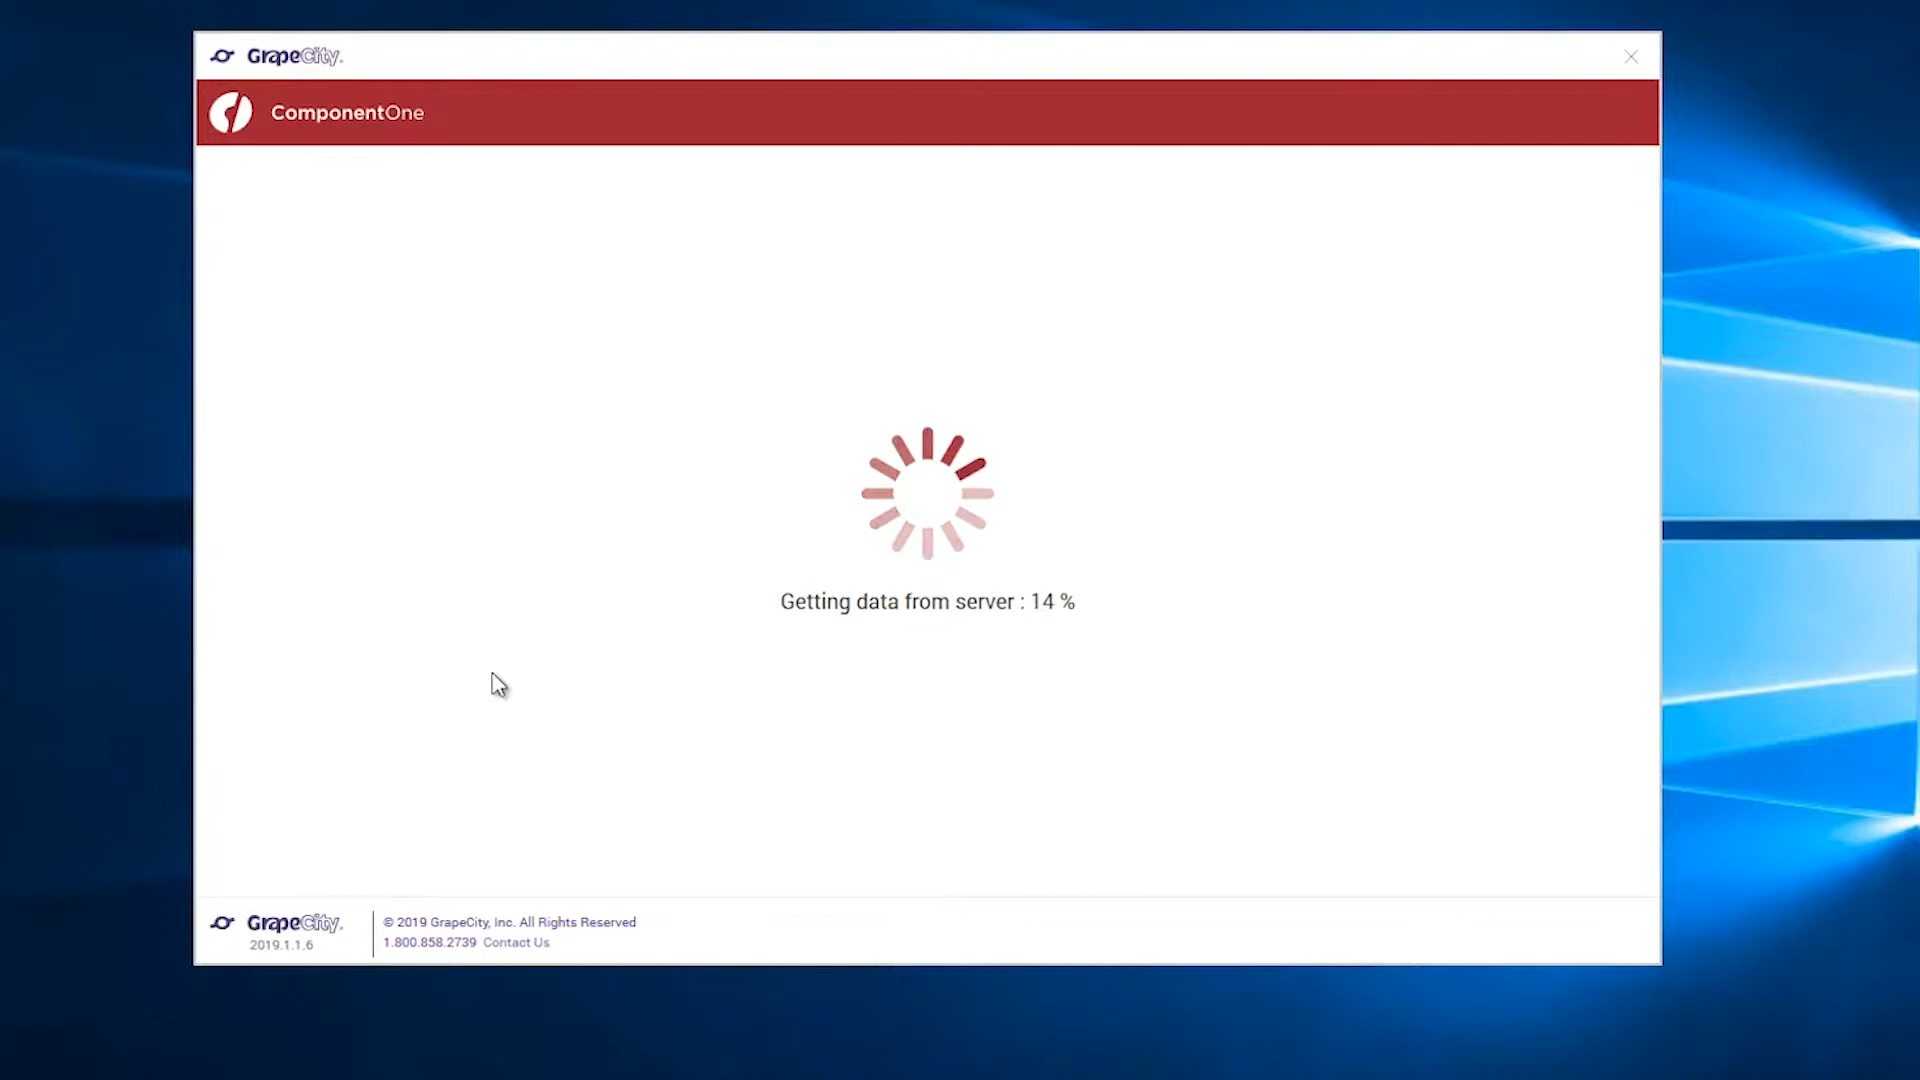 GrapeCity.
ComponentOne
Getting data from server : 14 %
GrapeCity.
2019.1.1.6
© 2019 GrapeCity, Inc. All Rights Reserved
1.800.858.2739 Contact Us